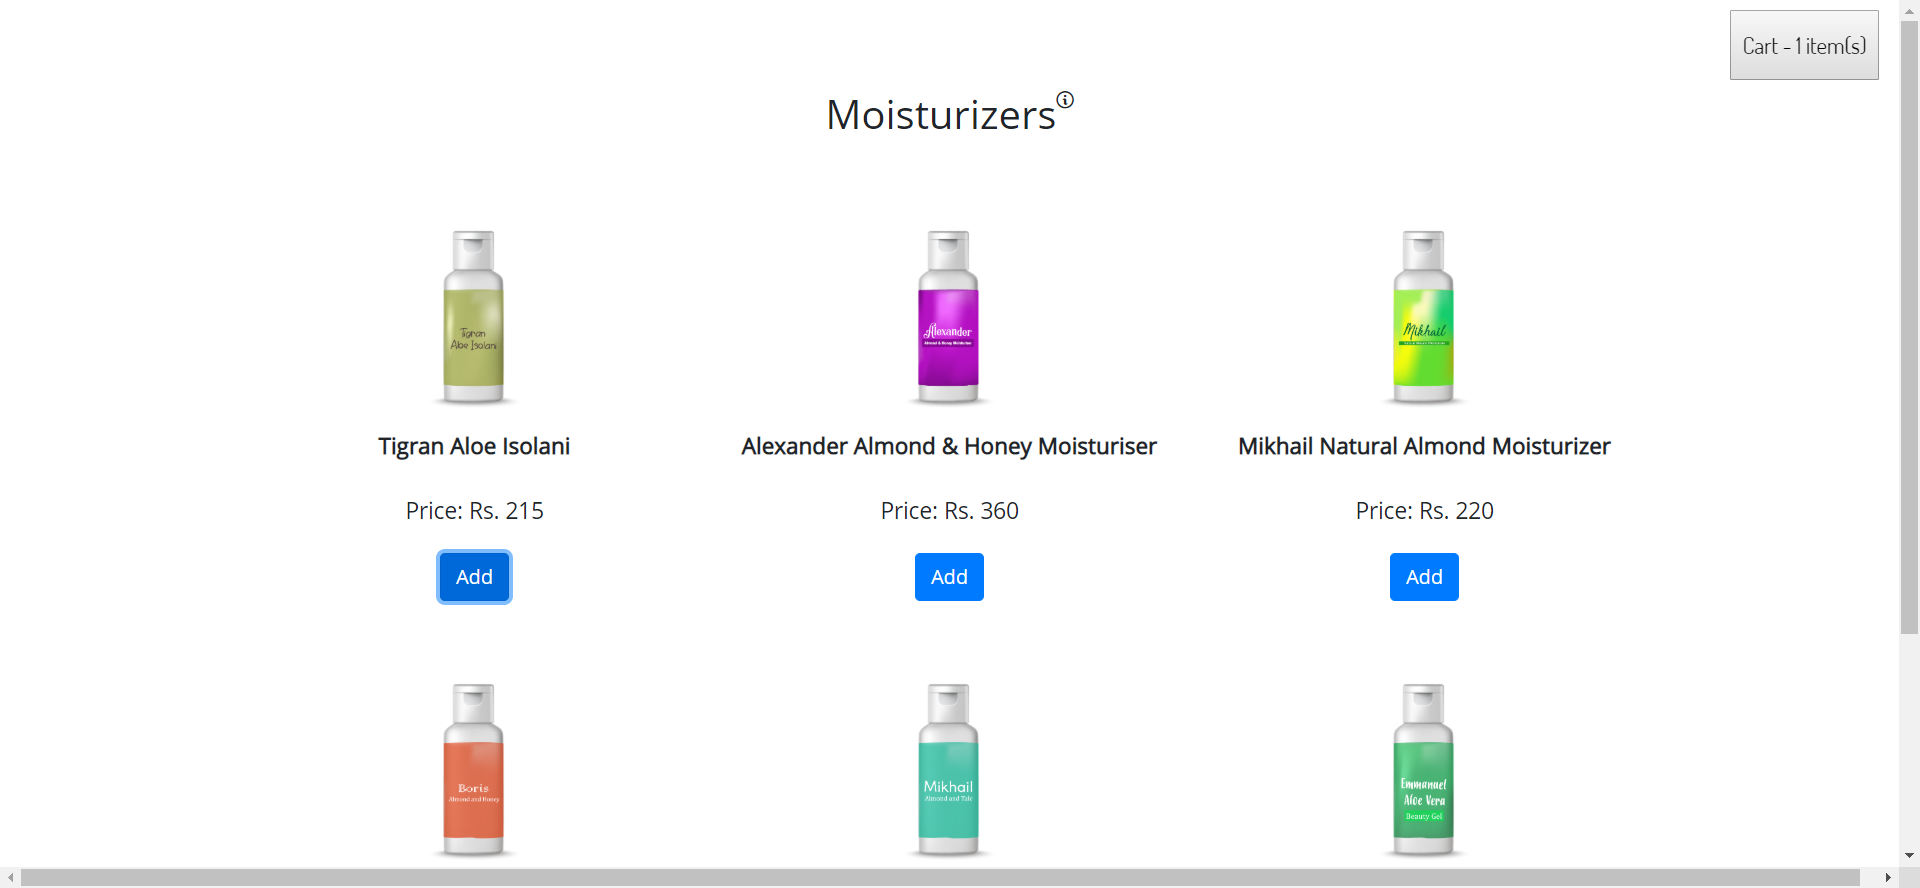 Cart - 1 item(s)
Moisturizers
Tigran
Aloe Isolani
Alexander
Almond & Honey Moisturiser
Mikhail
Tigran Aloe Isolani
Alexander Almond & Honey Moisturiser
Mikhail Natural Almond Moisturizer
Price: Rs. 215
Price: Rs. 360
Price: Rs. 220
Add
Add
Add
Boris
Almond and Honey
Mikhail
Almond and Talc
Emmanuel
Aloe Vera
Beauty Gel